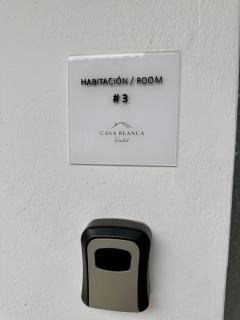 HABITACIÓN / ROOM
# 3
CASA BLANCA
Hostel